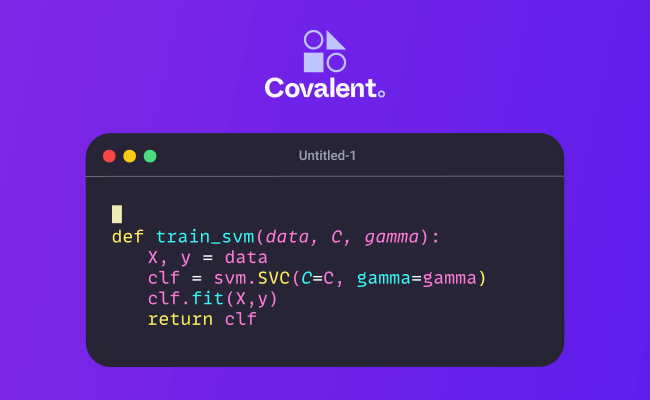 Covalent
Untitled-1
def train_svm(data, C, gamma):
X, y = data
clf = svm.SVC(C=C, gamma=gamma)
clf.fit(X,y)
return clf